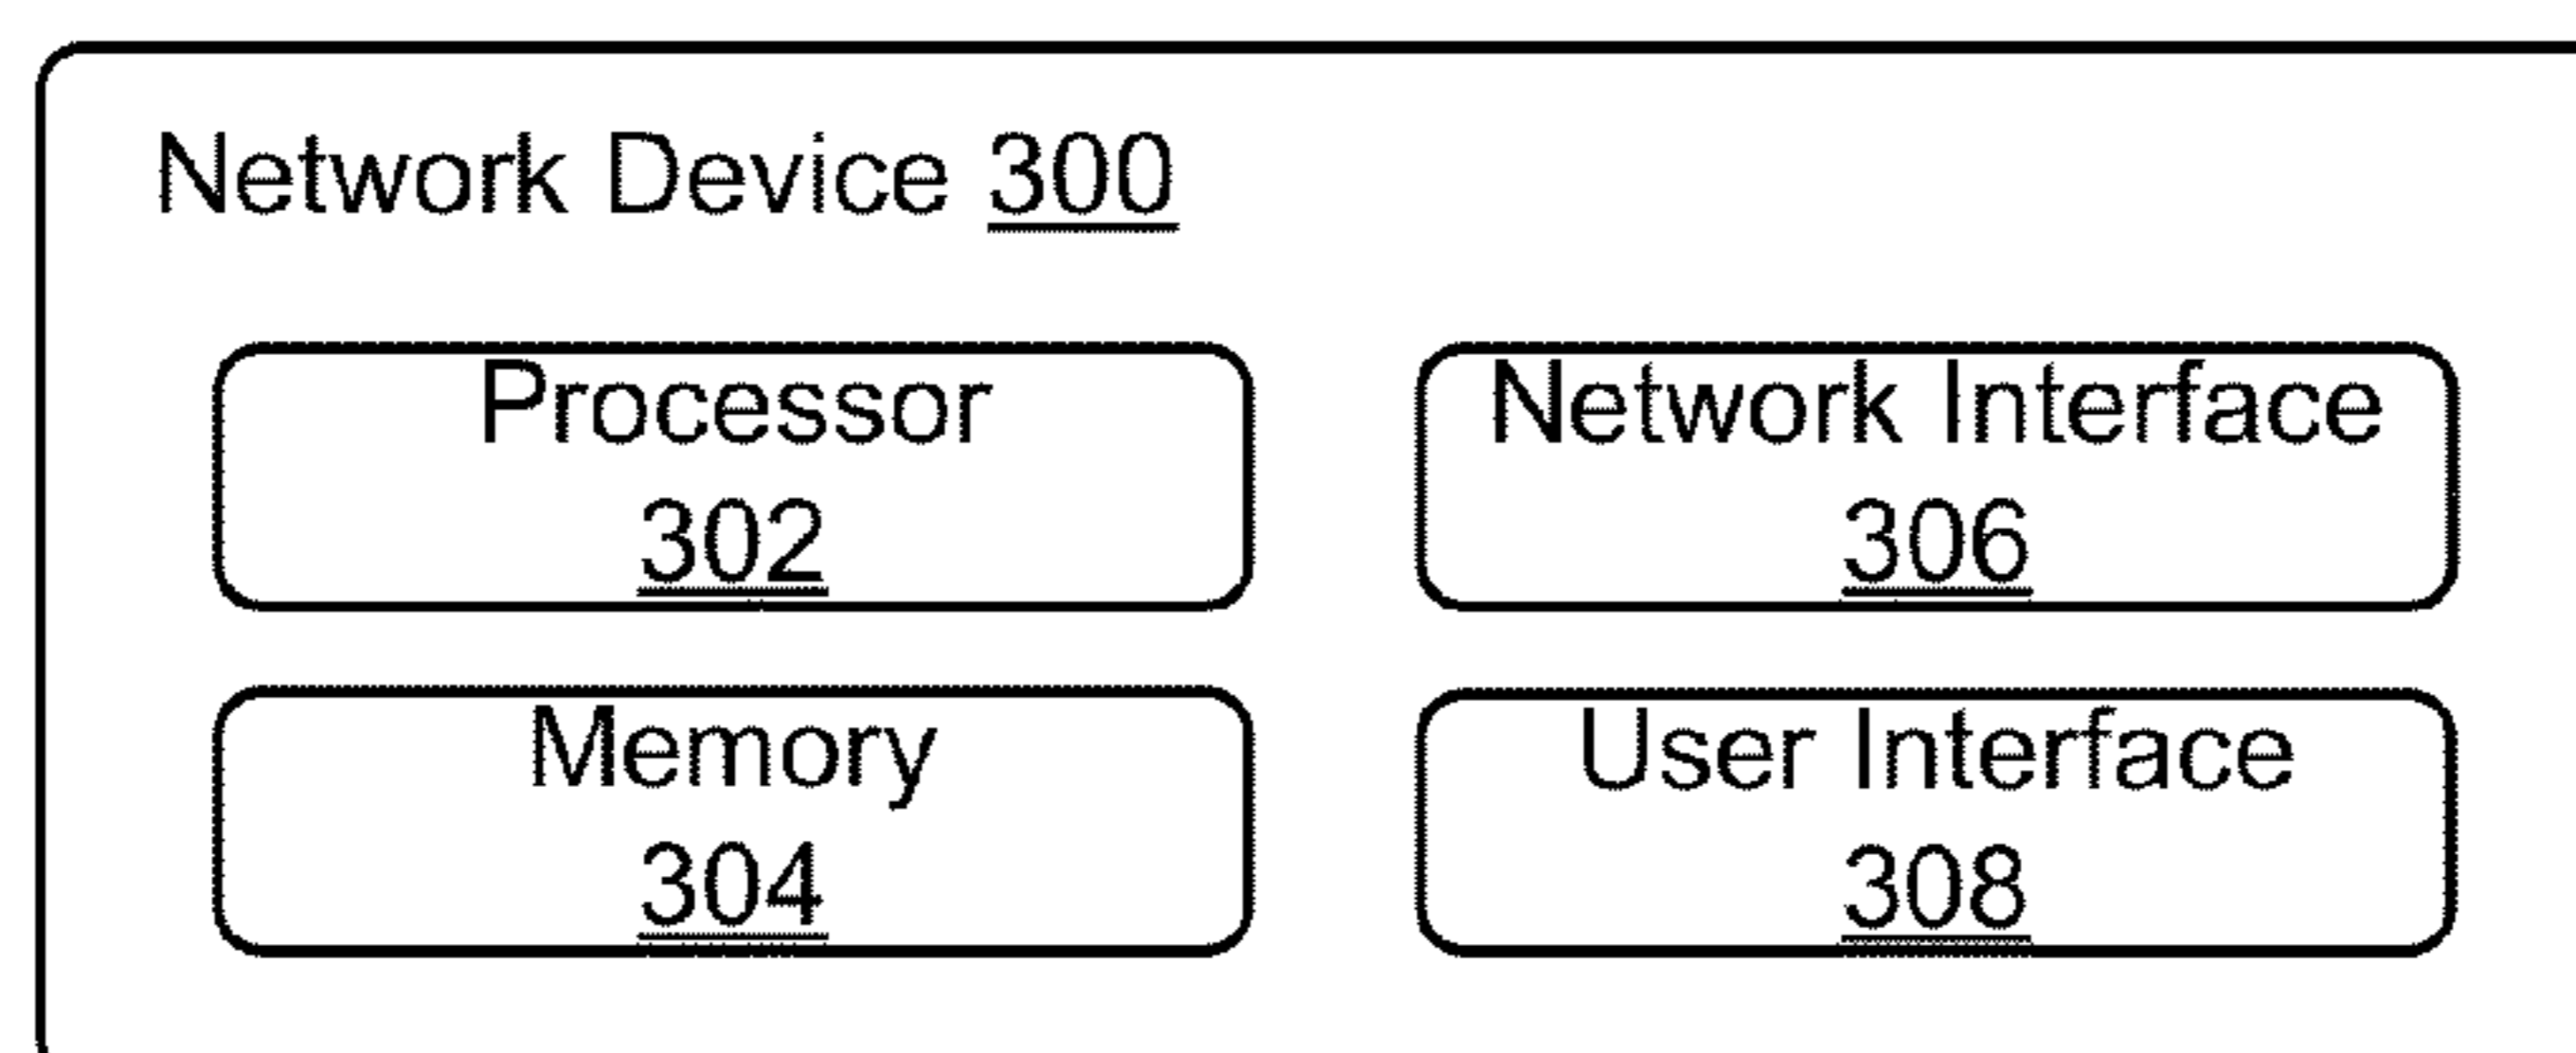 Network Device 300
Processor
302
Network Interface
306
Memory
304
User Interface
308